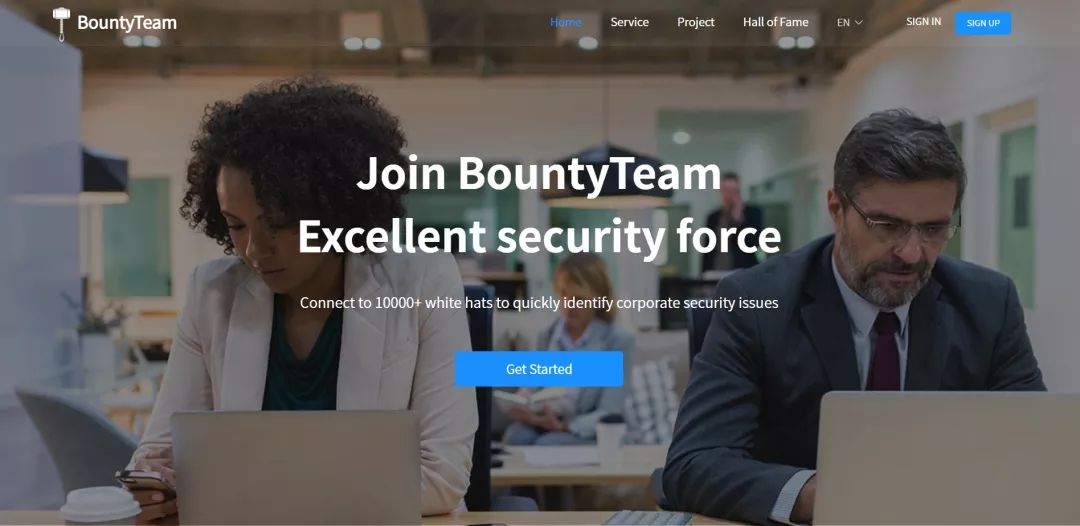 BountyTeam
Home Service Project Hall of Fame EN SIGN IN SIGN UP
Join BountyTeam
Excellent security force
Connect to 10000+ white hats to quickly identify corporate security issues
Get Started